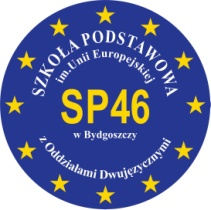 SZKOŁA PODSTAWOWA
im. Unii Europejskiej
SP46
w Bydgoszczy
z Oddziałami Dwujęzycznymi